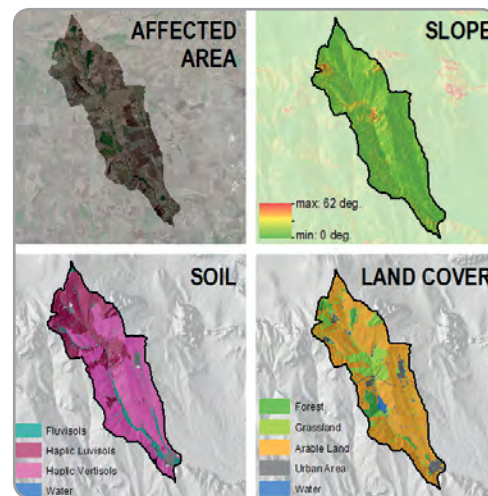 AFFECTED
AREA
SLOPE
max: 62 deg.
min: 0 deg.
SOIL
Fluvisols
Haplic Luvisols
Haplic Vertisols
Water
LAND COVER
Forest
Grassland
Arable Land
Urban Area
Water